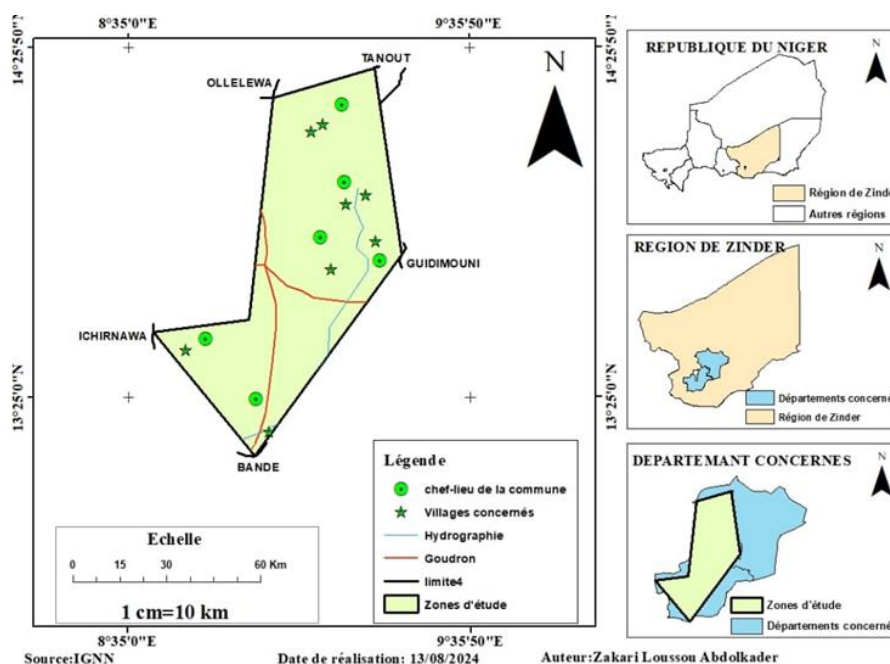 8°35'0"E
9°35'50"E
14°25'50"N
14°25'50"N
TANOUT
OLLELEWA
N
GUIDIMOUNI
ICHIRNAWA
13°25'0"N
13°25'0"N
BANDE
Légende
chef-lieu de la commune
Villages concernés
Hydrographie
Goudron
limite4
Zones d'étude
Echelle
0 15 30 60 Km
1 cm=10 km
8°35'0"E
9°35'50"E
REPUBLIQUE DU NIGER
N
Région de Zinde
Autres régions
REGION DE ZINDER
N
Départements concerné
Région de Zinder
DEPARTEMANT CONCERNES
N
Zones d'étude
Départements concerné
Source:IGNN
Date de réalisation: 13/08/2024
Auteur:Zakari Loussou Abdolkader